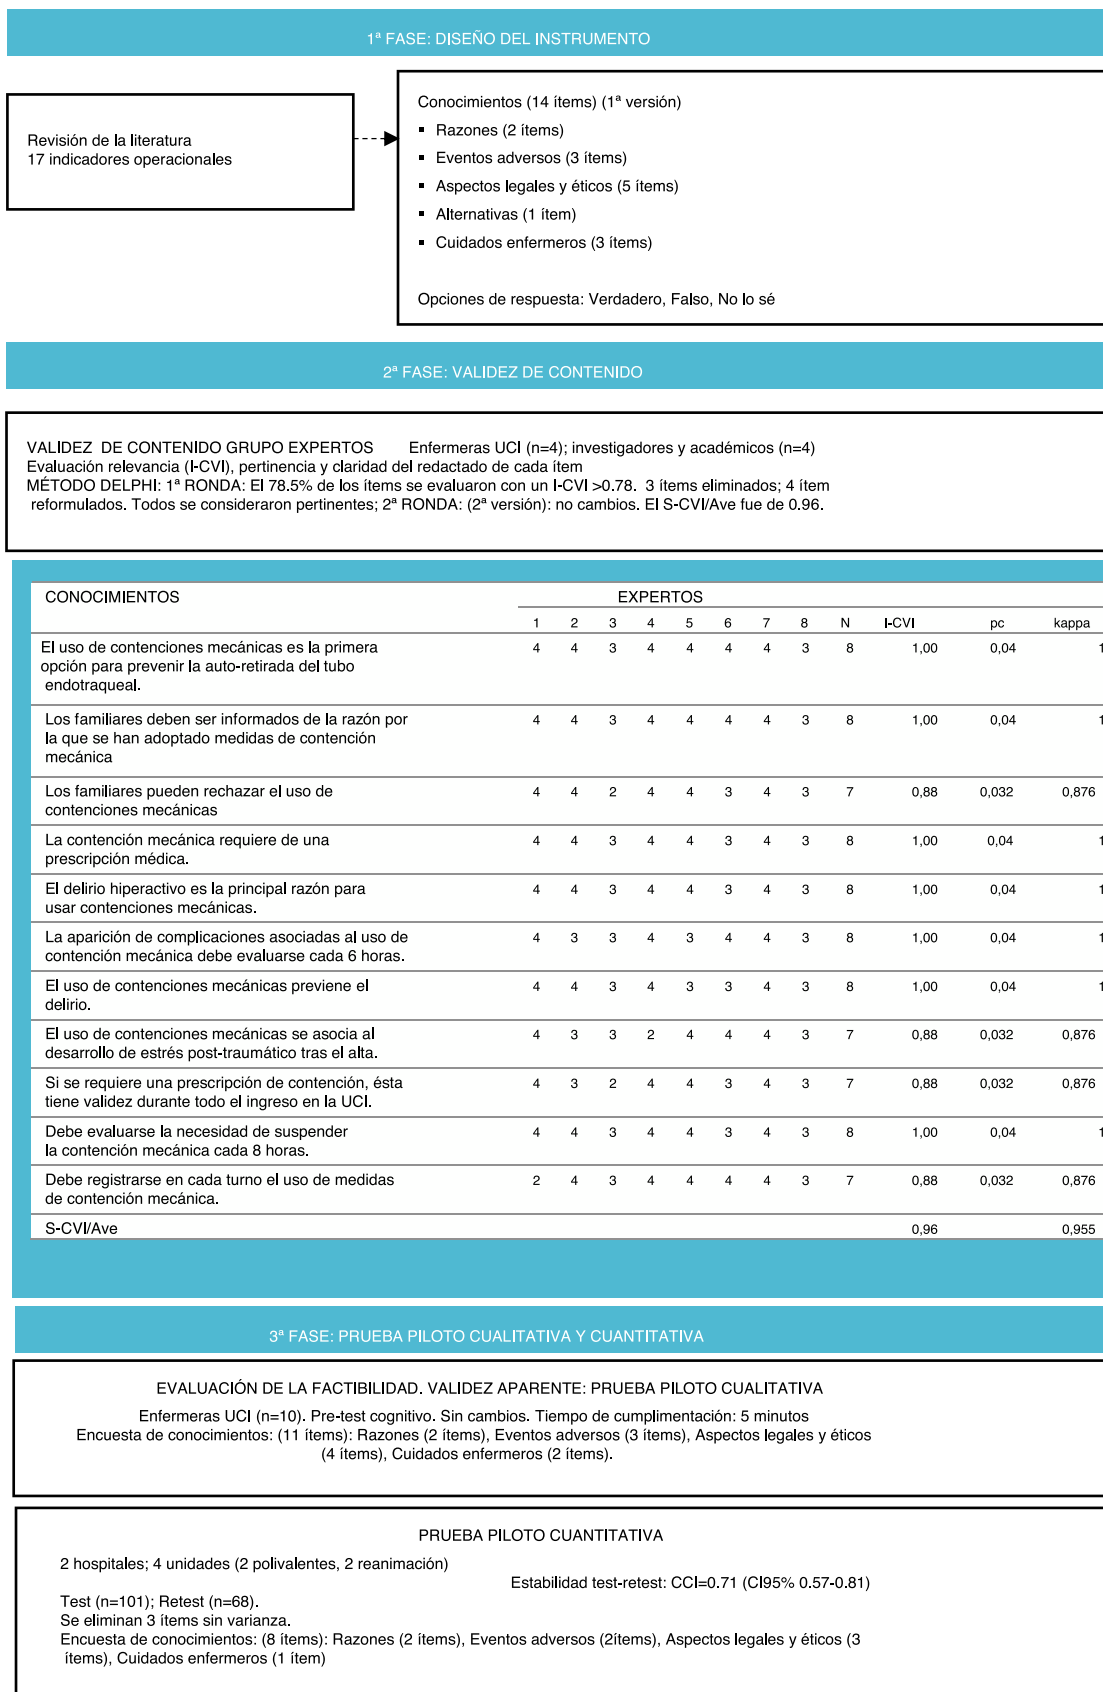 1ª FASE: DISEÑO DEL INSTRUMENTO
Revisión de la literatura
17 indicadores operacionales
Conocimientos (14 ítems) (1ª versión)
▪ Razones (2 ítems)
▪ Eventos adversos (3 ítems)
▪ Aspectos legales y éticos (5 ítems)
▪ Alternativas (1 ítem)
▪ Cuidados enfermeros (3 ítems)
Opciones de respuesta: Verdadero, Falso, No lo sé
2ª FASE: VALIDEZ DE CONTENIDO
VALIDEZ DE CONTENIDO GRUPO EXPERTOS Enfermeras UCI (n=4); investigadores y académicos (n=4)
Evaluación relevancia (I-CVI), pertinencia y claridad del redactado de cada ítem
MÉTODO DELPHI: 1ª RONDA: El 78.5% de los ítems se evaluaron con un I-CVI >0.78. 3 ítems eliminados; 4 ítem
reformulados. Todos se consideraron pertinentes; 2ª RONDA: (2ª versión): no cambios. El S-CVI/Ave fue de 0.96.
CONOCIMIENTOS EXPERTOS
1 2 3 4 5 6 7 8 N I-CVI pc kappa
El uso de contenciones mecánicas es la primera 4 4 3 4 4 4 4 3 8 1,00 0,04 1
opción para prevenir la auto-retirada del tubo
endotraqueal.
Los familiares deben ser informados de la razón por 4 4 3 4 4 4 4 3 8 1,00 0,04 1
la que se han adoptado medidas de contención
mecánica
Los familiares pueden rechazar el uso de 4 4 2 4 4 3 4 3 7 0,88 0,032 0,876
contenciones mecánicas
La contención mecánica requiere de una 4 4 3 4 4 3 4 3 8 1,00 0,04 1
prescripción médica.
El delirio hiperactivo es la principal razón para 4 4 3 4 4 3 4 3 8 1,00 0,04 1
usar contenciones mecánicas.
La aparición de complicaciones asociadas al uso de 4 3 3 4 3 4 4 3 8 1,00 0,04 1
contención mecánica debe evaluarse cada 6 horas.
El uso de contenciones mecánicas previene el 4 4 3 4 3 3 4 3 8 1,00 0,04 1
delirio.
El uso de contenciones mecánicas se asocia al 4 3 3 2 4 4 4 3 7 0,88 0,032 0,876
desarrollo de estrés post-traumático tras el alta.
Si se requiere una prescripción de contención, ésta 4 3 2 4 4 3 4 3 7 0,88 0,032 0,876
tiene validez durante todo el ingreso en la UCI.
Debe evaluarse la necesidad de suspender 4 4 3 4 4 3 4 3 8 1,00 0,04 1
la contención mecánica cada 8 horas.
Debe registrarse en cada turno el uso de medidas 2 4 3 4 4 4 4 3 7 0,88 0,032 0,876
de contención mecánica.
S-CVI/Ave 0,96 0,955
3ª FASE: PRUEBA PILOTO CUALITATIVA Y CUANTITATIVA
EVALUACIÓN DE LA FACTIBILIDAD. VALIDEZ APARENTE: PRUEBA PILOTO CUALITATIVA
Enfermeras UCI (n=10). Pre-test cognitivo. Sin cambios. Tiempo de cumplimentación: 5 minutos
Encuesta de conocimientos: (11 ítems): Razones (2 ítems), Eventos adversos (3 ítems), Aspectos legales y éticos
(4 ítems), Cuidados enfermeros (2 ítems).
PRUEBA PILOTO CUANTITATIVA
2 hospitales; 4 unidades (2 polivalentes, 2 reanimación)
Estabilidad test-retest: CCI=0.71 (CI95% 0.57-0.81)
Test (n=101); Retest (n=68).
Se eliminan 3 ítems sin varianza.
Encuesta de conocimientos: (8 ítems): Razones (2 ítems), Eventos adversos (2ítems), Aspectos legales y éticos (3
ítems), Cuidados enfermeros (1 ítem)